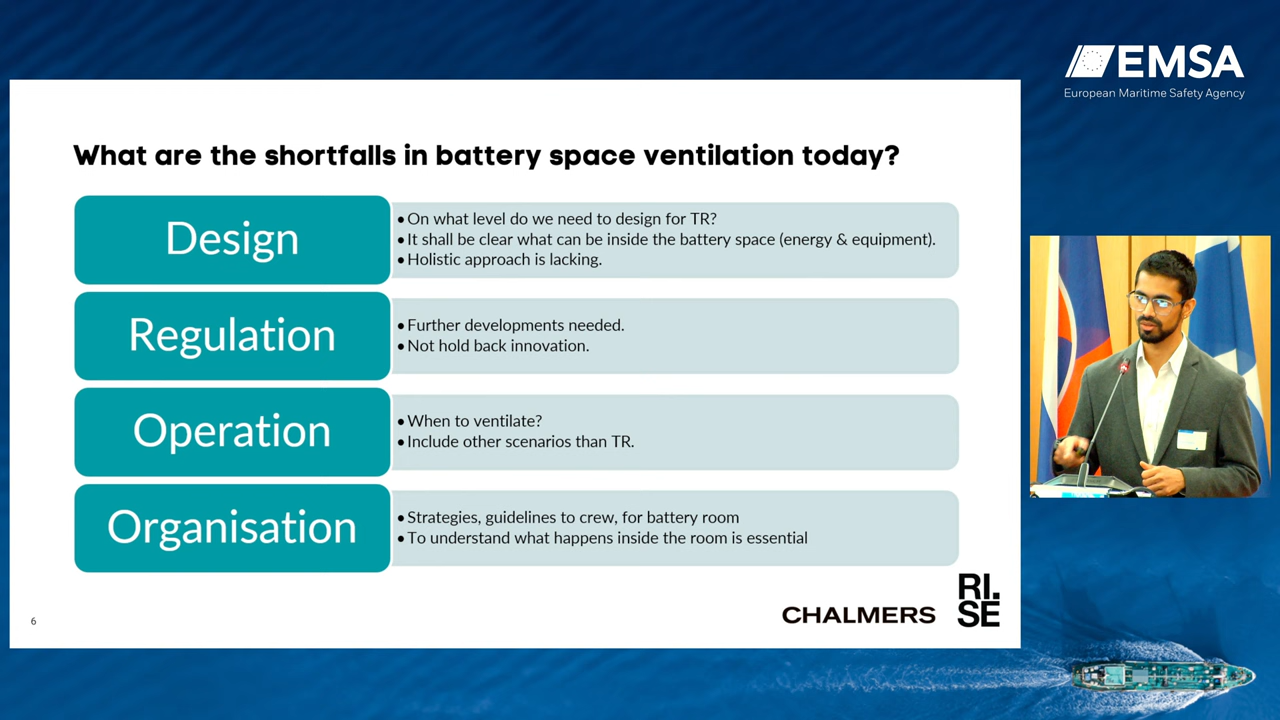 EMSA
European Maritime Safety Agency
What are the shortfalls in battery space ventilation today?
Design
• On what level do we need to design for TR?
• It shall be clear what can be inside the battery space (energy & equipment).
• Holistic approach is lacking.
Regulation
• Further developments needed.
• Not hold back innovation.
Operation
• When to ventilate?
• Include other scenarios than TR.
Organisation
• Strategies, guidelines to crew, for battery room
• To understand what happens inside the room is essential
6
CHALMERS
RI.
SE